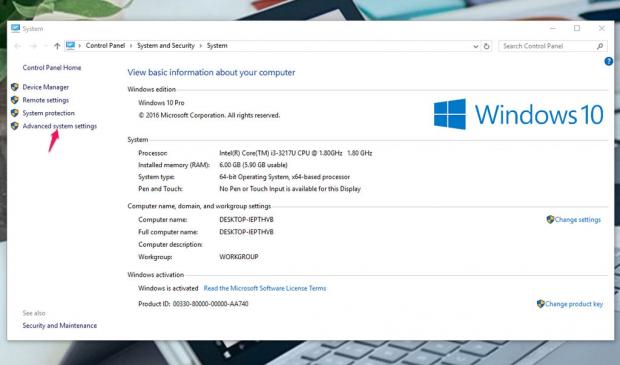 System
Control Panel > System and Security > System
Search Control Panel
Control Panel Home
Device Manager
Remote settings
System protection
Advanced system settings
View basic information about your computer
Windows edition
Windows 10 Pro
© 2016 Microsoft Corporation. All rights reserved.
Windows 10
System
Processor: Intel(R) Core(TM) i3-3217U CPU @ 1.80GHz 1.80 GHz
Installed memory (RAM): 6.00 GB (5.90 GB usable)
System type: 64-bit Operating System, x64-based processor
Pen and Touch: No Pen or Touch Input is available for this Display
Computer name, domain, and workgroup settings
Computer name: DESKTOP-IEPTHVB
Change settings
Full computer name: DESKTOP-IEPTHVB
Computer description:
Workgroup: WORKGROUP
Windows activation
Windows is activated Read the Microsoft Software License Terms
Product ID: 00330-80000-00000-AA740
Change product key
See also
Security and Maintenance